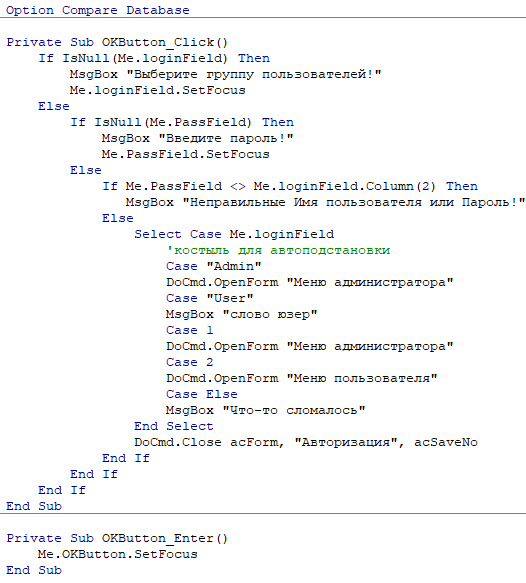 Option Compare Database
Private Sub OKButton_Click()
    If IsNull(Me.loginField) Then
        MsgBox "Выберите группу пользователей!"
        Me.loginField.SetFocus
    Else
        If IsNull(Me.PassField) Then
            MsgBox "Введите пароль!"
            Me.PassField.SetFocus
        Else
            If Me.PassField <> Me.loginField.Column(2) Then
               MsgBox "Неправильные Имя пользователя или Пароль!"
            Else
                Select Case Me.loginField
                    'костыль для автоподстановки
                    Case "Admin"
                    DoCmd.OpenForm "Меню администратора"
                    Case "User"
                    MsgBox "слово юзер"
                    Case 1
                    DoCmd.OpenForm "Меню администратора"
                    Case 2
                    DoCmd.OpenForm "Меню пользователя"
                    Case Else
                    MsgBox "Что-то сломалось"
                End Select
                DoCmd.Close acForm, "Авторизация", acSaveNo
            End If
        End If
    End If
End Sub
Private Sub OKButton_Enter()
    Me.OKButton.SetFocus
End Sub